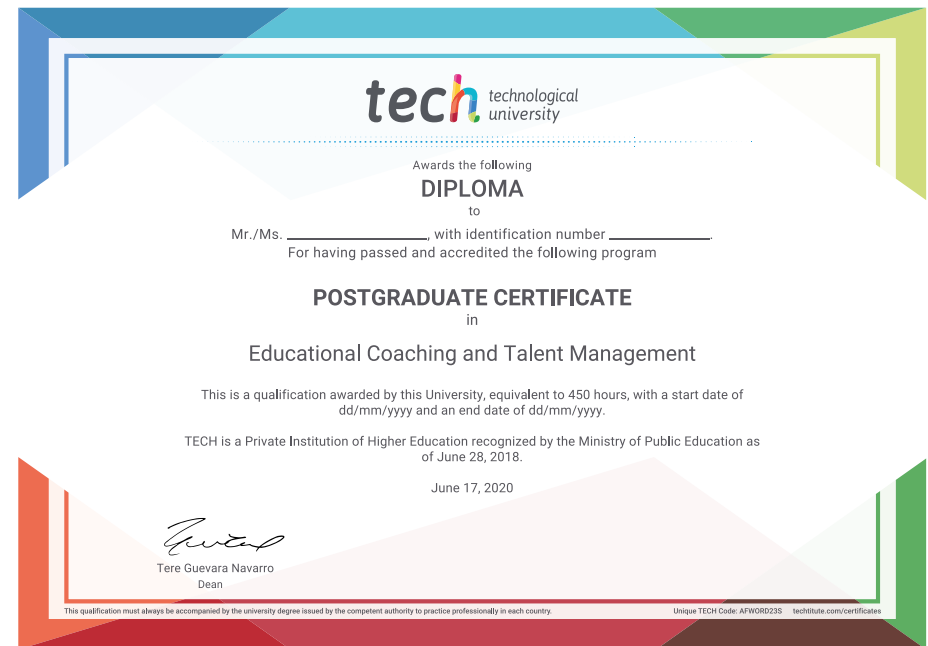 tech technological
university
Awards the following
DIPLOMA
to
Mr./Ms. ____________________, with identification number ______________.
For having passed and accredited the following program
POSTGRADUATE CERTIFICATE
in
Educational Coaching and Talent Management
This is a qualification awarded by this University, equivalent to 450 hours, with a start date of
dd/mm/yyyy and an end date of dd/mm/yyyy.
TECH is a Private Institution of Higher Education recognized by the Ministry of Public Education as
of June 28, 2018.
June 17, 2020
Tere Guevara Navarro
Dean
This qualification must always be accompanied by the university degree issued by the competent authority to practice professionally in each country.
Unique TECH Code: AFWORD23S techtitute.com/certificates